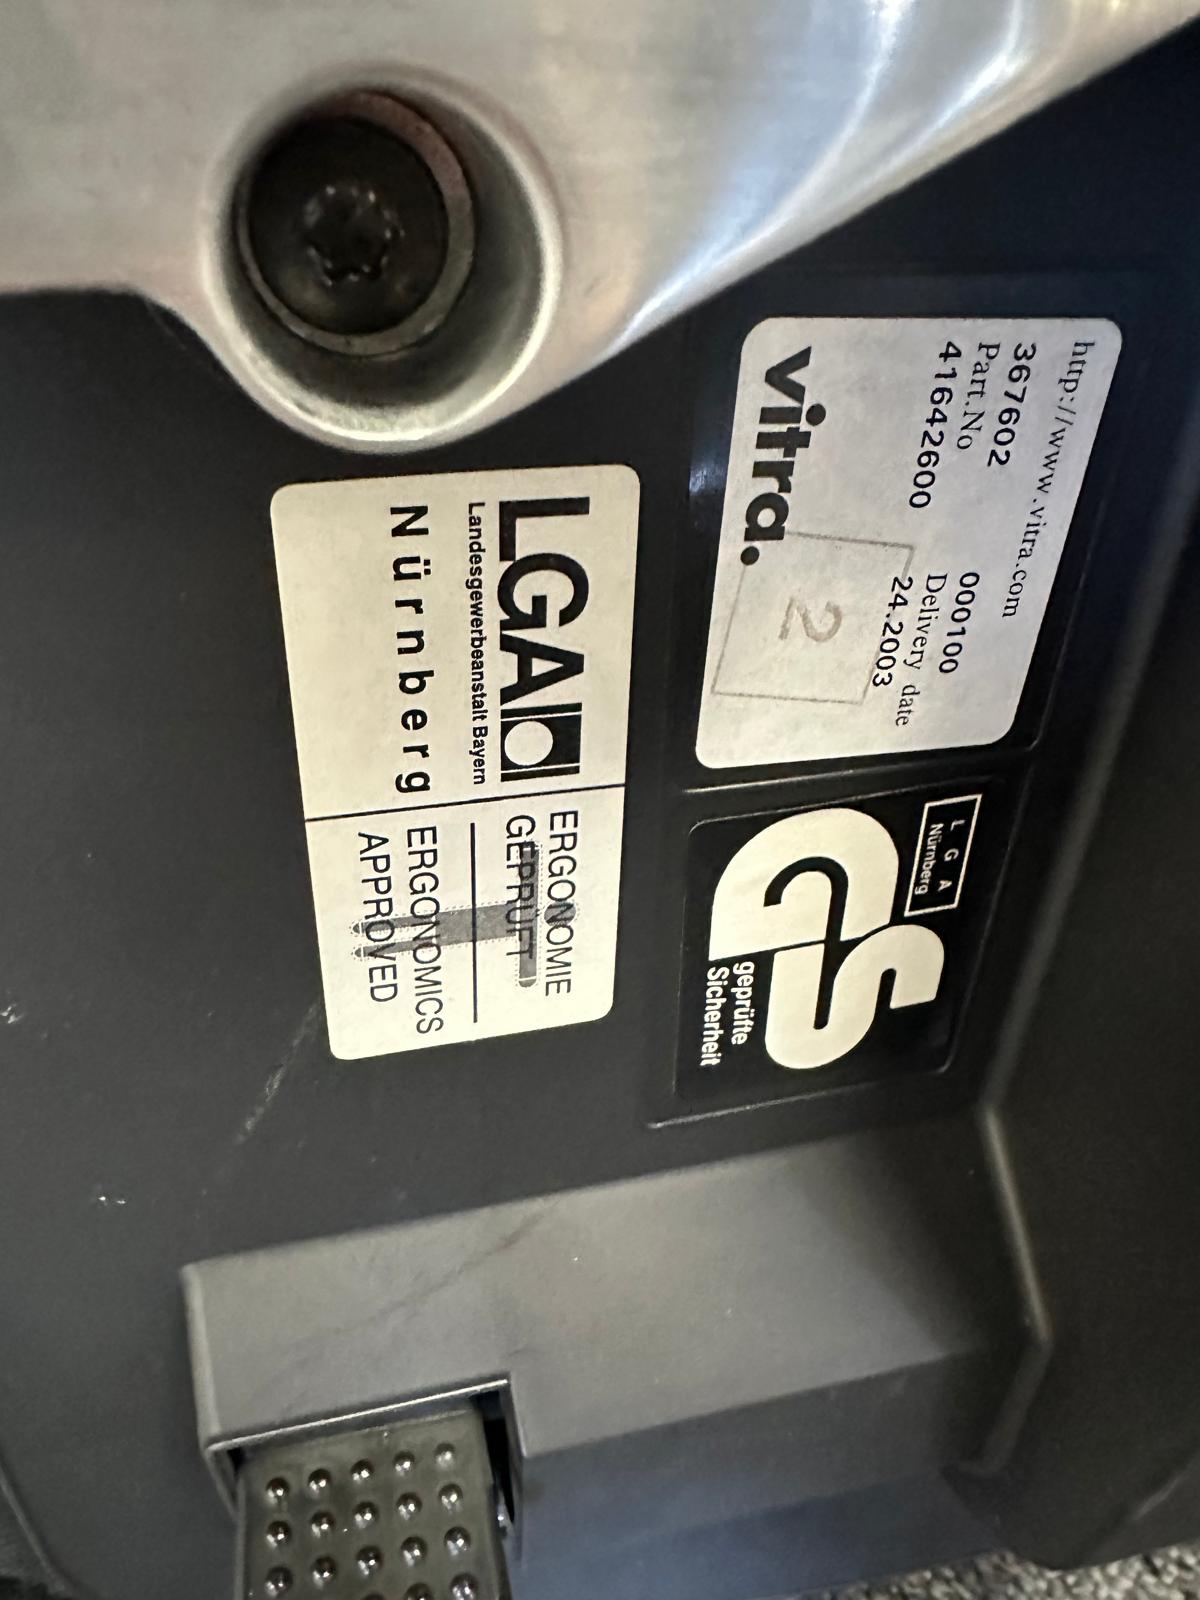 http://www.vitra.com
367602 000100
Part.No Delivery date
41642600 24.2003
vitra.
2
L G A
Nürnberg
GS
geprüfte
Sicherheit
LGA
Landesgewerbeanstalt Bayern
Nürnberg
ERGONOMIE
GEPRÜFT
ERGONOMICS
APPROVED